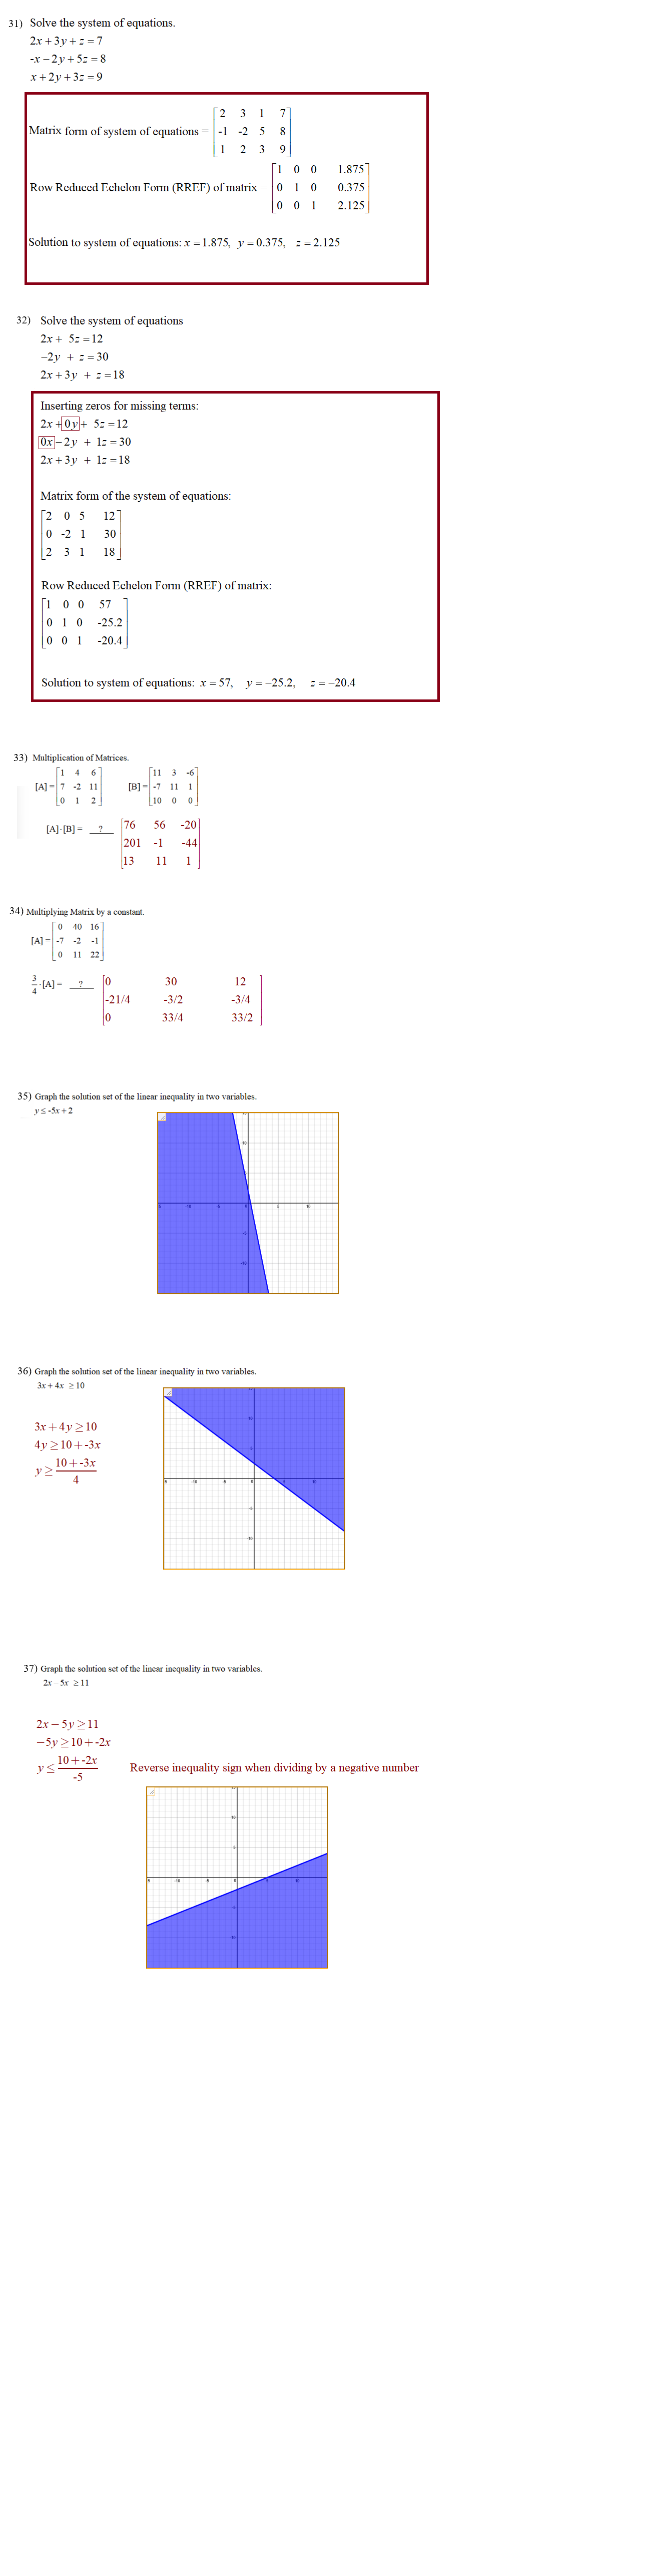 31) Solve the system of equations.
2x + 3y + z = 7
-x − 2y + 5z = 8
x + 2y + 3z = 9
Matrix form of system of equations =
2 3 1 7
-1 -2 5 8
1 2 3 9
Row Reduced Echelon Form (RREF) of matrix =
1 0 0 1.875
0 1 0 0.375
0 0 1 2.125
Solution to system of equations: x = 1.875, y = 0.375, z = 2.125
32) Solve the system of equations
2x + 5z = 12
−2y + z = 30
2x + 3y + z = 18
Inserting zeros for missing terms:
2x + 0y + 5z = 12
0x − 2y + 1z = 30
2x + 3y + 1z = 18
Matrix form of the system of equations:
2 0 5 12
0 -2 1 30
2 3 1 18
Row Reduced Echelon Form (RREF) of matrix:
1 0 0 57
0 1 0 -25.2
0 0 1 -20.4
Solution to system of equations: x = 57, y = −25.2, z = −20.4
33) Multiplication of Matrices.
[A] =
1 4 6
7 -2 11
0 1 2
[B] =
11 3 -6
-7 11 1
10 0 0
[A]·[B] = ?
76 56 -20
201 -1 -44
13 11 1
34) Multiplying Matrix by a constant.
[A] =
0 40 16
-7 -2 -1
0 11 22
3/4 ·[A] = ?
0 30 12
-21/4 -3/2 -3/4
0 33/4 33/2
35) Graph the solution set of the linear inequality in two variables.
y ≤ -5x + 2
36) Graph the solution set of the linear inequality in two variables.
3x + 4x ≥ 10
3x + 4y ≥ 10
4y ≥ 10 + -3x
y ≥ 10 + -3x / 4
37) Graph the solution set of the linear inequality in two variables.
2x − 5x ≥ 11
2x − 5y ≥ 11
−5y ≥ 10 + -2x
y ≤ 10 + -2x / -5
Reverse inequality sign when dividing by a negative number